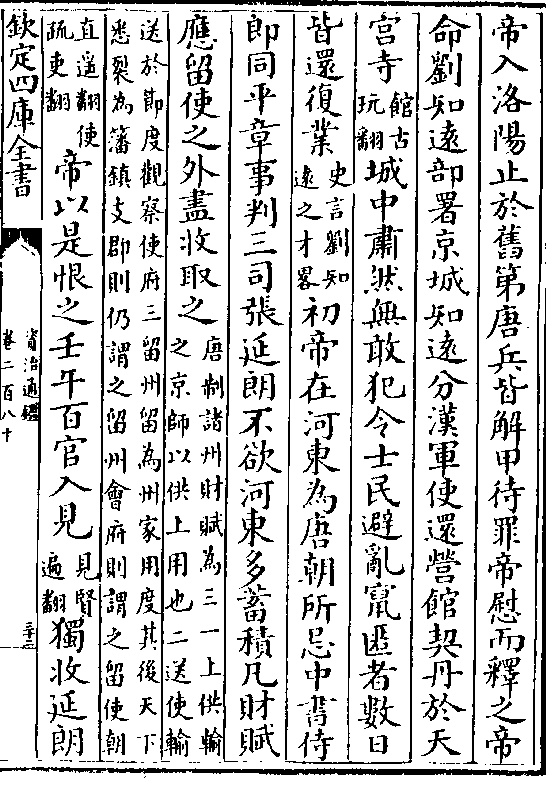 帝入洛陽止於舊第唐兵皆解甲待罪帝慰而釋之帝
命劉知遠部署京城知遠分漢軍使還營館契丹於天
宮寺館古玩翻城中肅然無敢犯令士民避亂竄匿者數日
皆還復業史言劉知遠之才畧初帝在河東為唐朝所忌中書侍
郎同平章事判三司張延朗不欲河東多蓄積凡財賦
應留使之外盡收取之唐制諸州財賦為三一上供輸之京師以供上用也二送使輸
送於節度觀察使府三留州留為州家用度其後天下悉裂為藩鎮支郡則仍謂之留州會府則謂之留使朝
直遥翻使疏吏翻帝以是恨之壬午百官入見見賢遍翻獨收延朗
欽定四庫全書
資治通鑑
卷二百八十
三十三